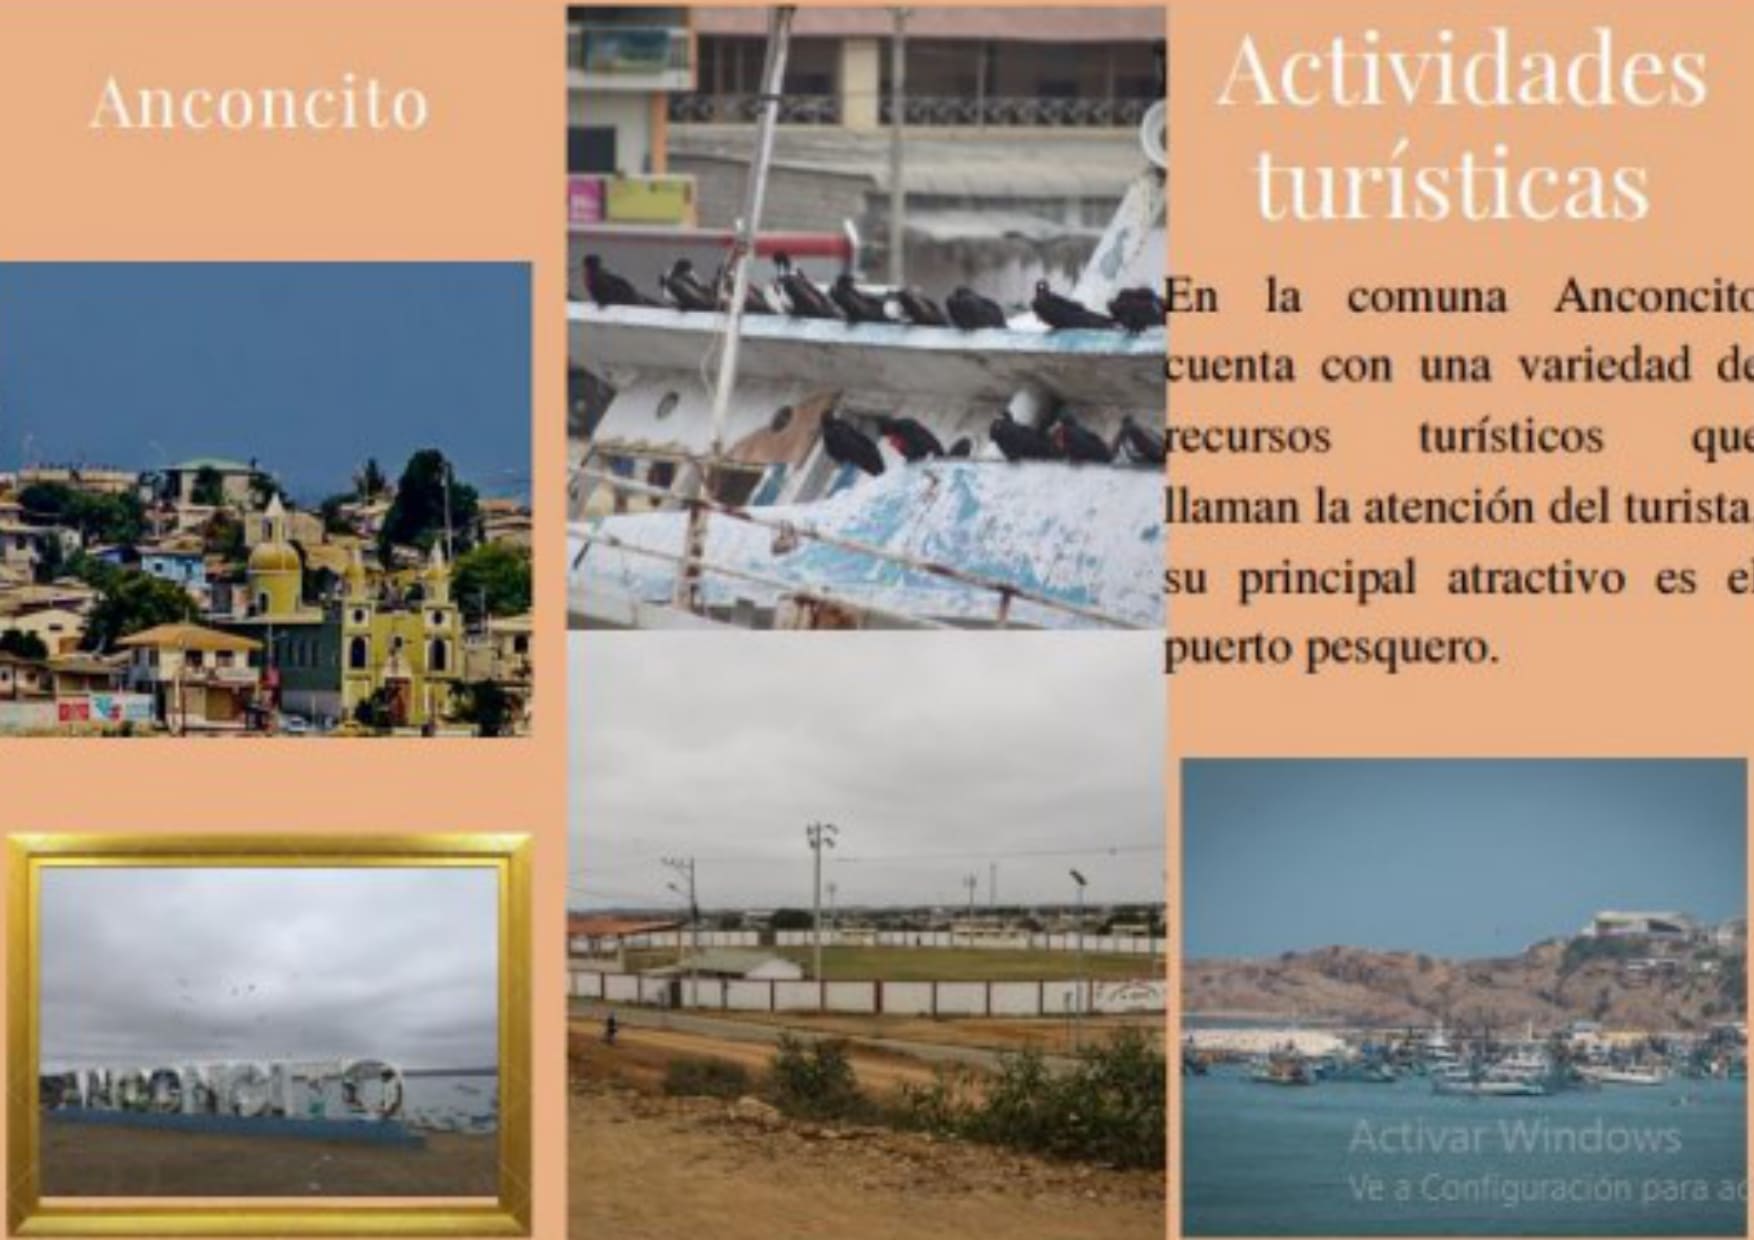 Anconcito
ANCONCITO
Actividades
turísticas
En la comuna Anconcito
cuenta con una variedad de
recursos turísticos que
llaman la atención del turista,
su principal atractivo es el
puerto pesquero.
Activar Windows
Ve a Configuración para ac